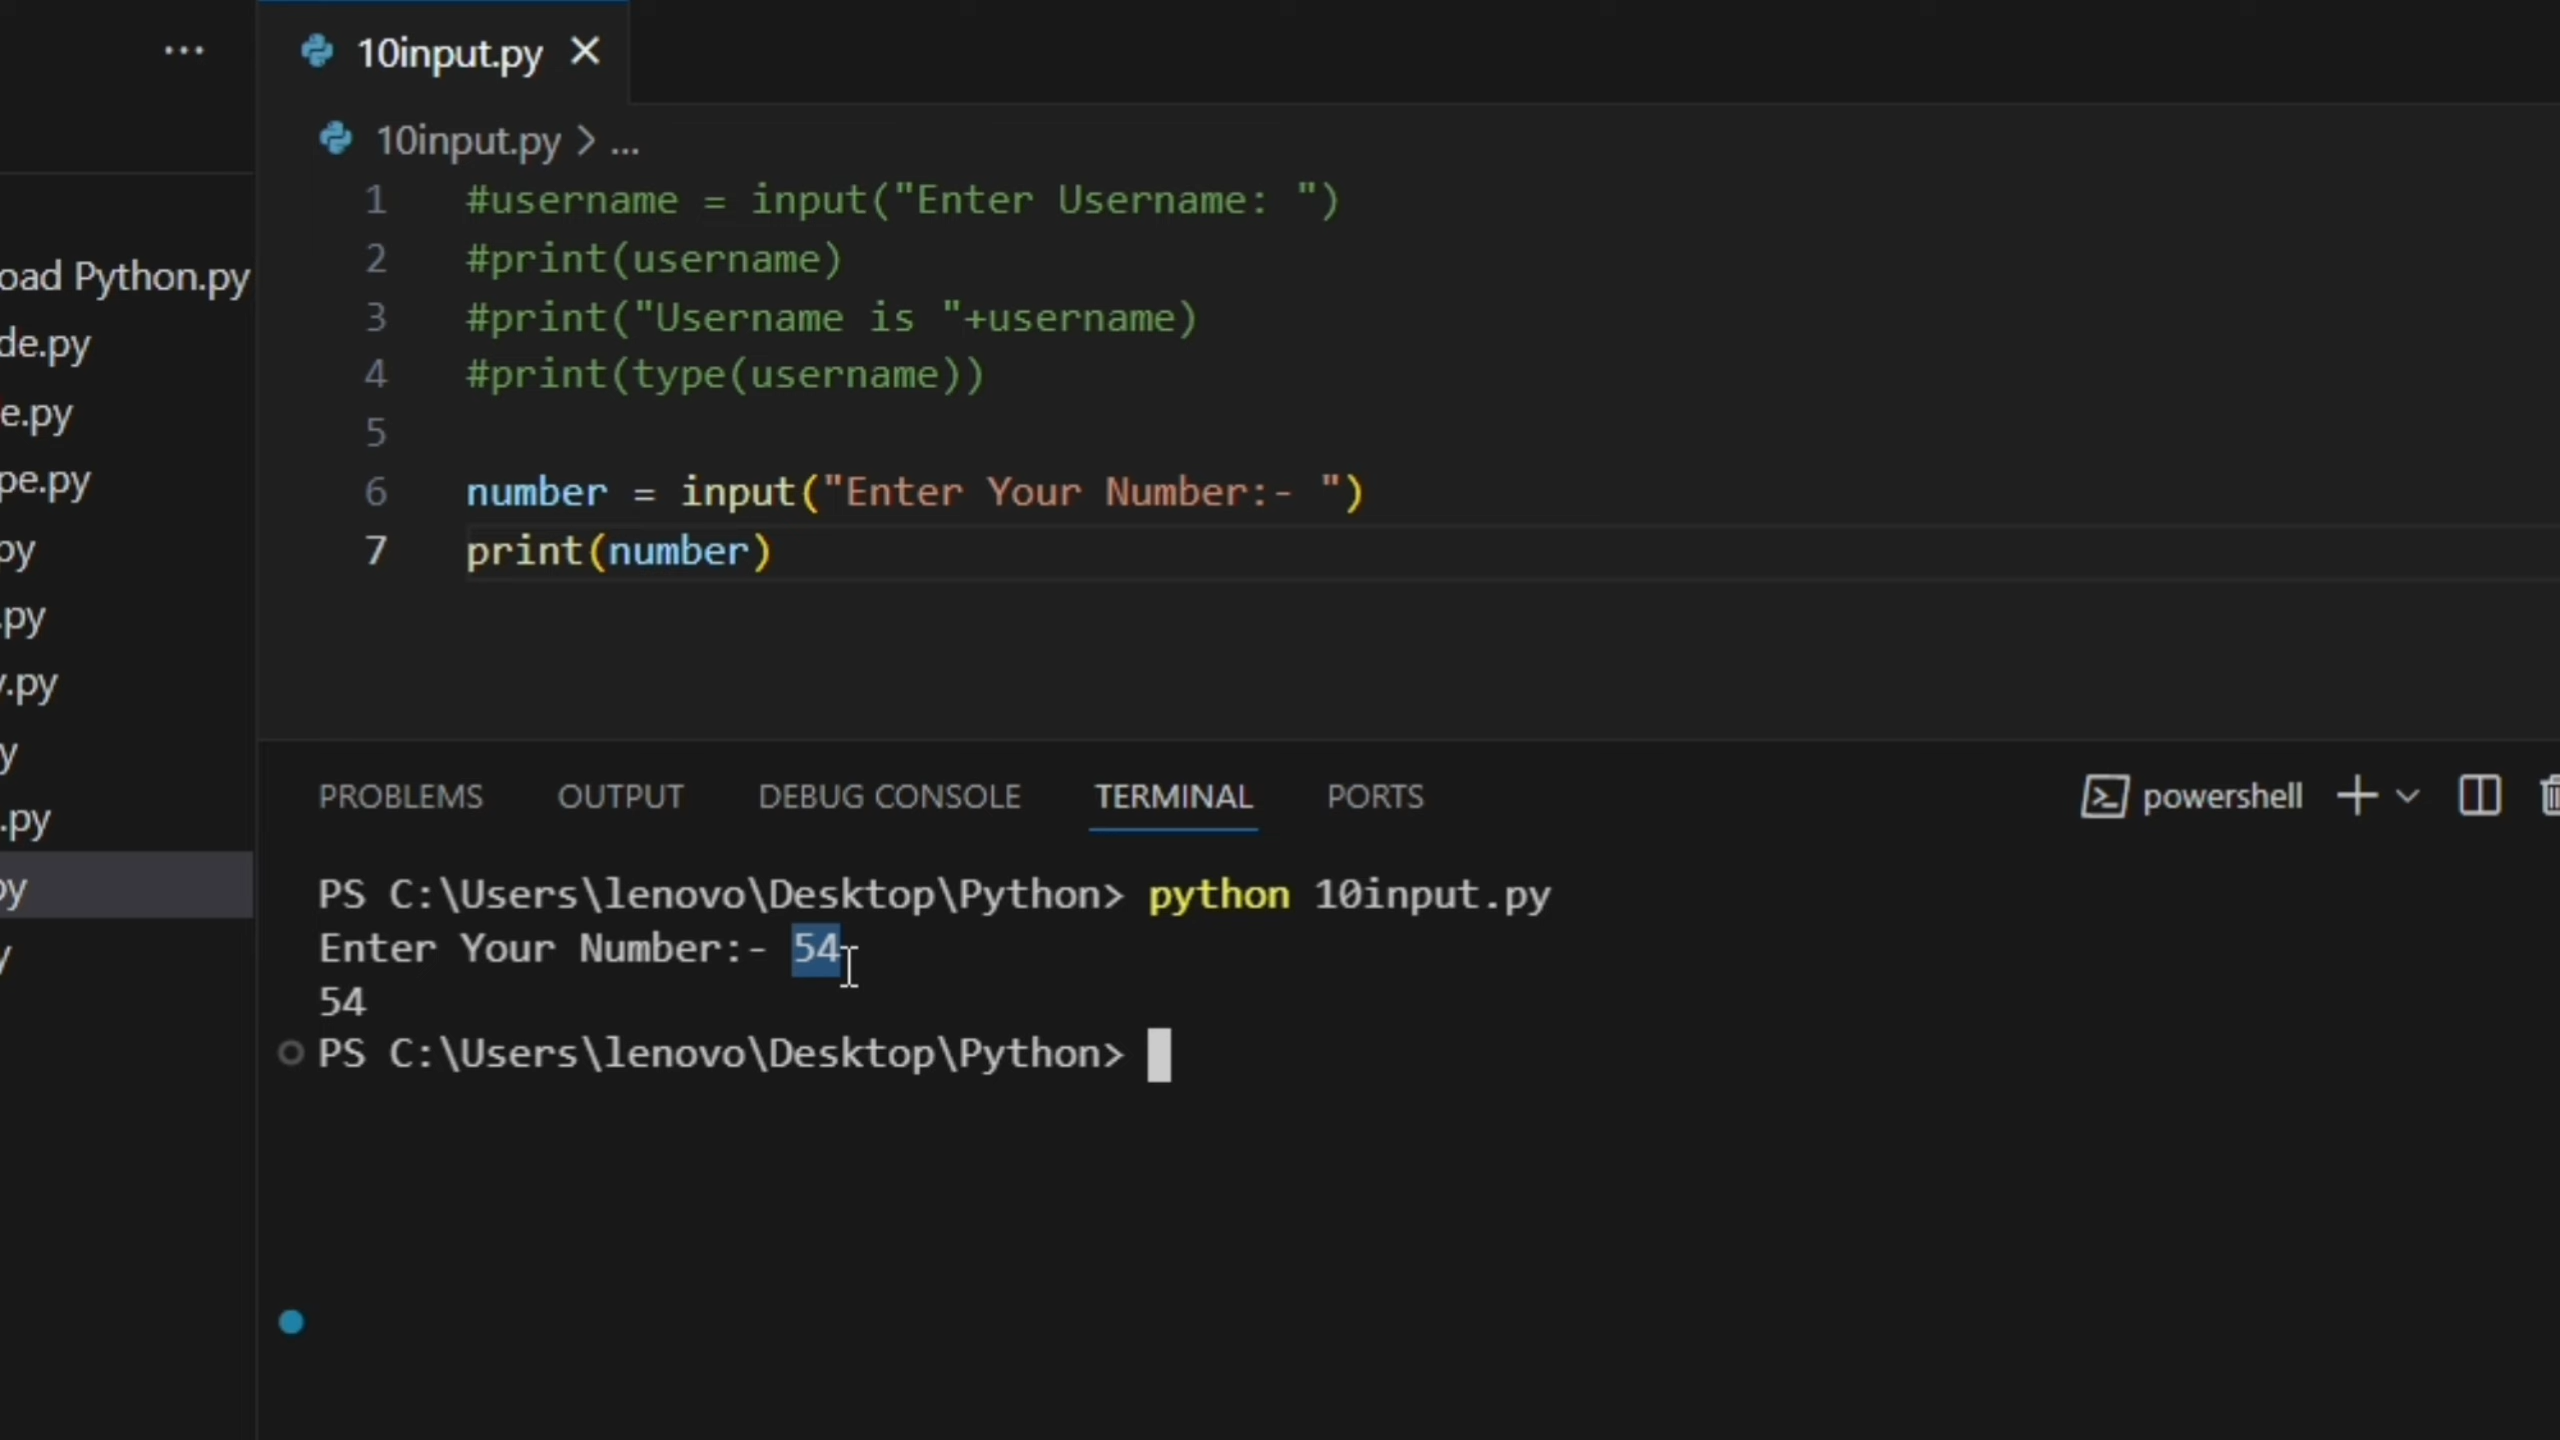 10input.py
10input.py > ...
oad Python.py
de.py
e.py
pe.py
py
.py
y.py
y
.py
py
y
1 #username = input("Enter Username: ")
2 #print(username)
3 #print("Username is "+username)
4 #print(type(username))
5
6 number = input("Enter Your Number:- ")
7 print(number)
PROBLEMS OUTPUT DEBUG CONSOLE TERMINAL PORTS powershell
PS C:\Users\lenovo\Desktop\Python> python 10input.py
Enter Your Number:- 54
54
PS C:\Users\lenovo\Desktop\Python>